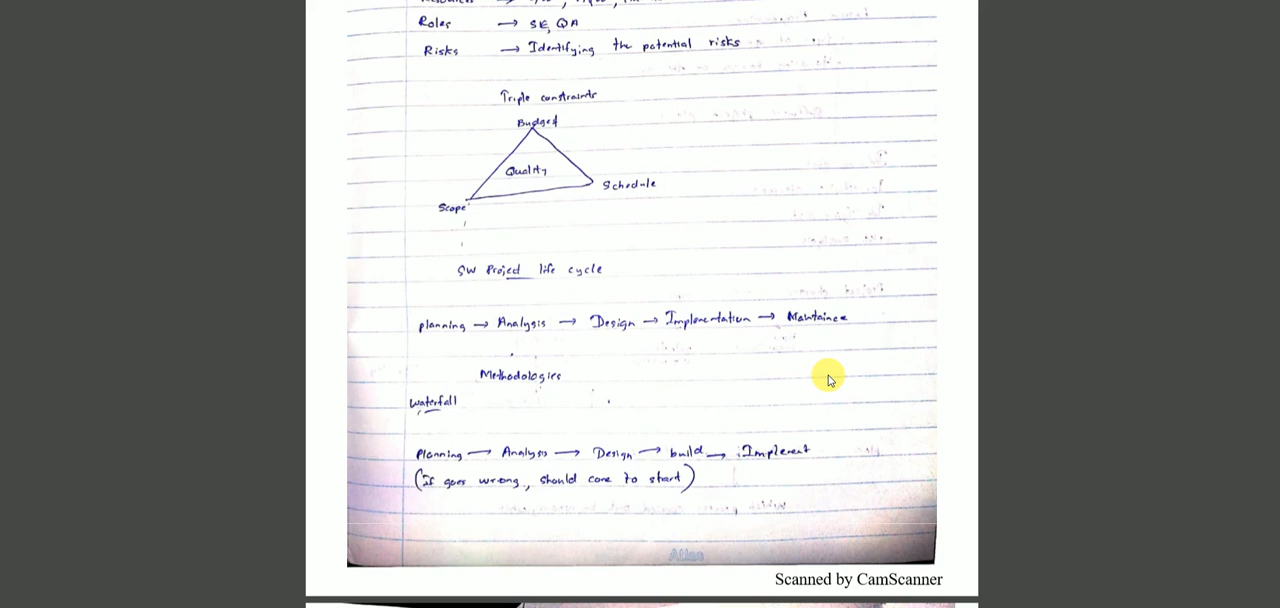 Roles → SE, QA
Risks → Identifying the potential risks
Triple constraints
Budget
Quality
Schedule
Scope
SW Project life cycle
Planning → Analysis → Design → Implementation → Maintaince
Methodologies
Waterfall
Planning → Analysis → Design → build → Implement
(If goes wrong, should come to start)
Atlas
Scanned by CamScanner